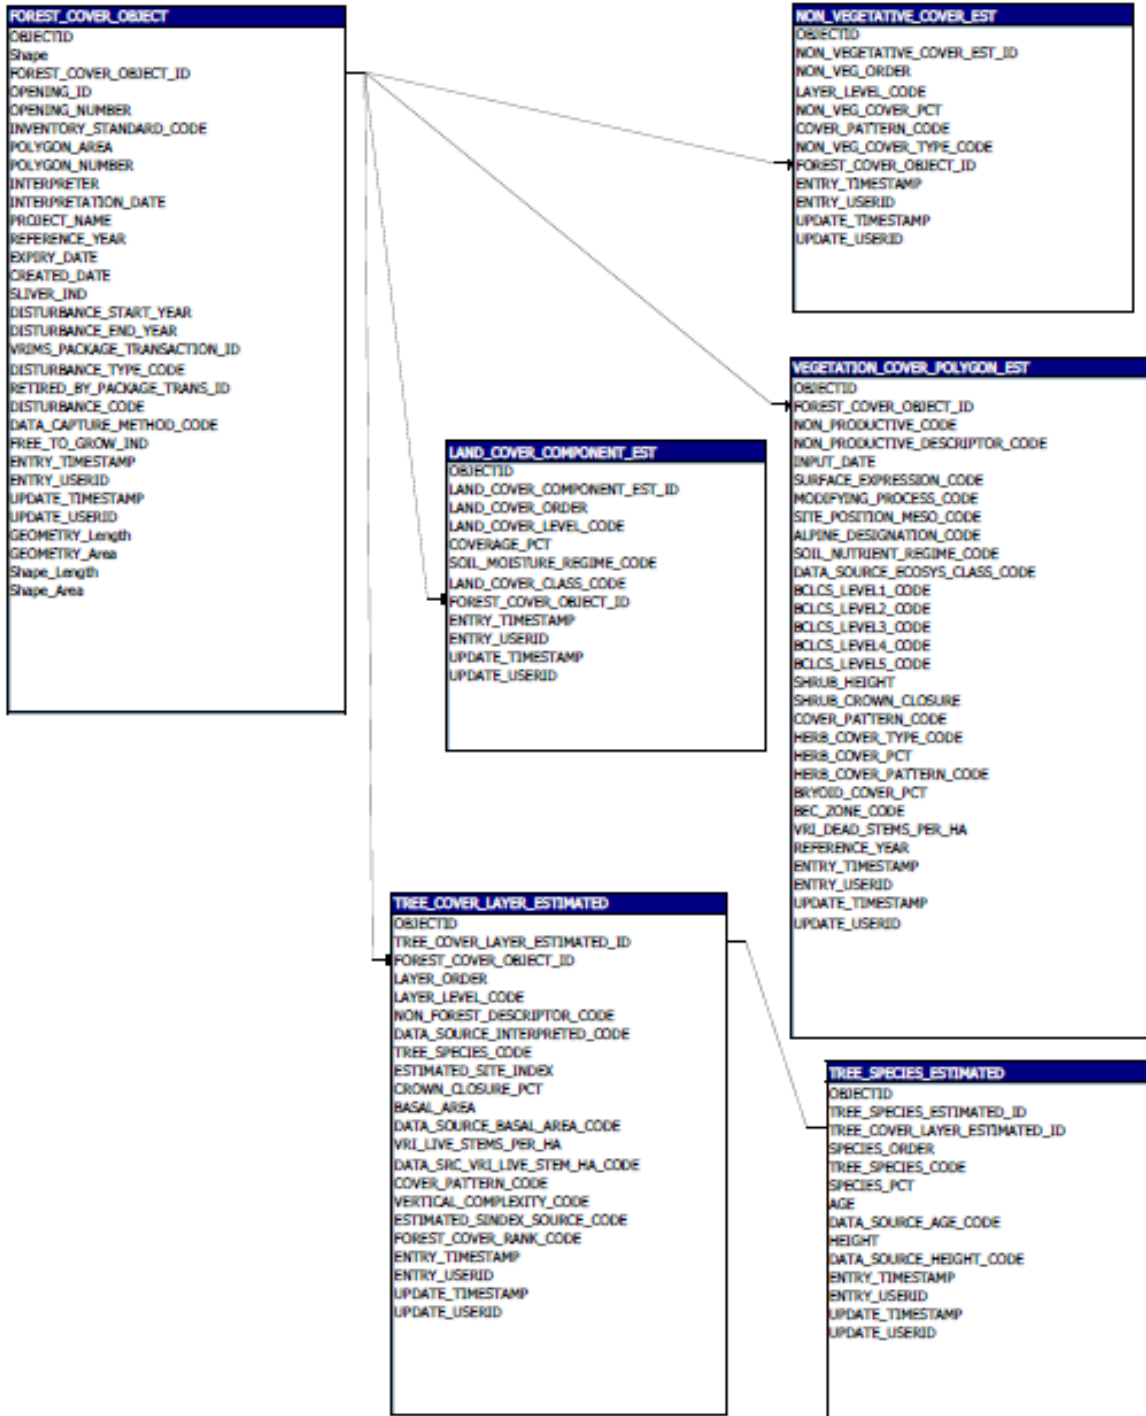 FOREST_COVER_OBJECT
OBJECTID
Shape
FOREST_COVER_OBJECT_ID
OPENING_ID
OPENING_NUMBER
INVENTORY_STANDARD_CODE
POLYGON_AREA
POLYGON_NUMBER
INTERPRETER
INTERPRETATION_DATE
PROJECT_NAME
REFERENCE_YEAR
EXPIRY_DATE
CREATED_DATE
SLIVER_IND
DISTURBANCE_START_YEAR
DISTURBANCE_END_YEAR
VRIMS_PACKAGE_TRANSACTION_ID
DISTURBANCE_TYPE_CODE
RETIRED_BY_PACKAGE_TRANS_ID
DISTURBANCE_CODE
DATA_CAPTURE_METHOD_CODE
FREE_TO_GROW_IND
ENTRY_TIMESTAMP
ENTRY_USERID
UPDATE_TIMESTAMP
UPDATE_USERID
GEOMETRY_Length
GEOMETRY_Area
Shape_Length
Shape_Area
NON_VEGETATIVE_COVER_EST
OBJECTID
NON_VEGETATIVE_COVER_EST_ID
NON_VEG_ORDER
LAYER_LEVEL_CODE
NON_VEG_COVER_PCT
COVER_PATTERN_CODE
NON_VEG_COVER_TYPE_CODE
FOREST_COVER_OBJECT_ID
ENTRY_TIMESTAMP
ENTRY_USERID
UPDATE_TIMESTAMP
UPDATE_USERID
LAND_COVER_COMPONENT_EST
OBJECTID
LAND_COVER_COMPONENT_EST_ID
LAND_COVER_ORDER
LAND_COVER_LEVEL_CODE
COVERAGE_PCT
SOIL_MOISTURE_REGIME_CODE
LAND_COVER_CLASS_CODE
FOREST_COVER_OBJECT_ID
ENTRY_TIMESTAMP
ENTRY_USERID
UPDATE_TIMESTAMP
UPDATE_USERID
VEGETATION_COVER_POLYGON_EST
OBJECTID
FOREST_COVER_OBJECT_ID
NON_PRODUCTIVE_CODE
NON_PRODUCTIVE_DESCRIPTOR_CODE
INPUT_DATE
SURFACE_EXPRESSION_CODE
MODIFYING_PROCESS_CODE
SITE_POSITION_MESO_CODE
ALPINE_DESIGNATION_CODE
SOIL_NUTRIENT_REGIME_CODE
DATA_SOURCE_ECOSYS_CLASS_CODE
BCLCS_LEVEL1_CODE
BCLCS_LEVEL2_CODE
BCLCS_LEVEL3_CODE
BCLCS_LEVEL4_CODE
BCLCS_LEVEL5_CODE
SHRUB_HEIGHT
SHRUB_CROWN_CLOSURE
COVER_PATTERN_CODE
HERB_COVER_TYPE_CODE
HERB_COVER_PCT
HERB_COVER_PATTERN_CODE
BRYOID_COVER_PCT
BEC_ZONE_CODE
VRI_DEAD_STEMS_PER_HA
REFERENCE_YEAR
ENTRY_TIMESTAMP
ENTRY_USERID
UPDATE_TIMESTAMP
UPDATE_USERID
TREE_COVER_LAYER_ESTIMATED
OBJECTID
TREE_COVER_LAYER_ESTIMATED_ID
FOREST_COVER_OBJECT_ID
LAYER_ORDER
LAYER_LEVEL_CODE
NON_FOREST_DESCRIPTOR_CODE
DATA_SOURCE_INTERPRETED_CODE
TREE_SPECIES_CODE
ESTIMATED_SITE_INDEX
CROWN_CLOSURE_PCT
BASAL_AREA
DATA_SOURCE_BASAL_AREA_CODE
VRI_LIVE_STEMS_PER_HA
DATA_SRC_VRI_LIVE_STEM_HA_CODE
COVER_PATTERN_CODE
VERTICAL_COMPLEXITY_CODE
ESTIMATED_SINDEX_SOURCE_CODE
FOREST_COVER_RANK_CODE
ENTRY_TIMESTAMP
ENTRY_USERID
UPDATE_TIMESTAMP
UPDATE_USERID
TREE_SPECIES_ESTIMATED
OBJECTID
TREE_SPECIES_ESTIMATED_ID
TREE_COVER_LAYER_ESTIMATED_ID
SPECIES_ORDER
TREE_SPECIES_CODE
SPECIES_PCT
AGE
DATA_SOURCE_AGE_CODE
HEIGHT
DATA_SOURCE_HEIGHT_CODE
ENTRY_TIMESTAMP
ENTRY_USERID
UPDATE_TIMESTAMP
UPDATE_USERID